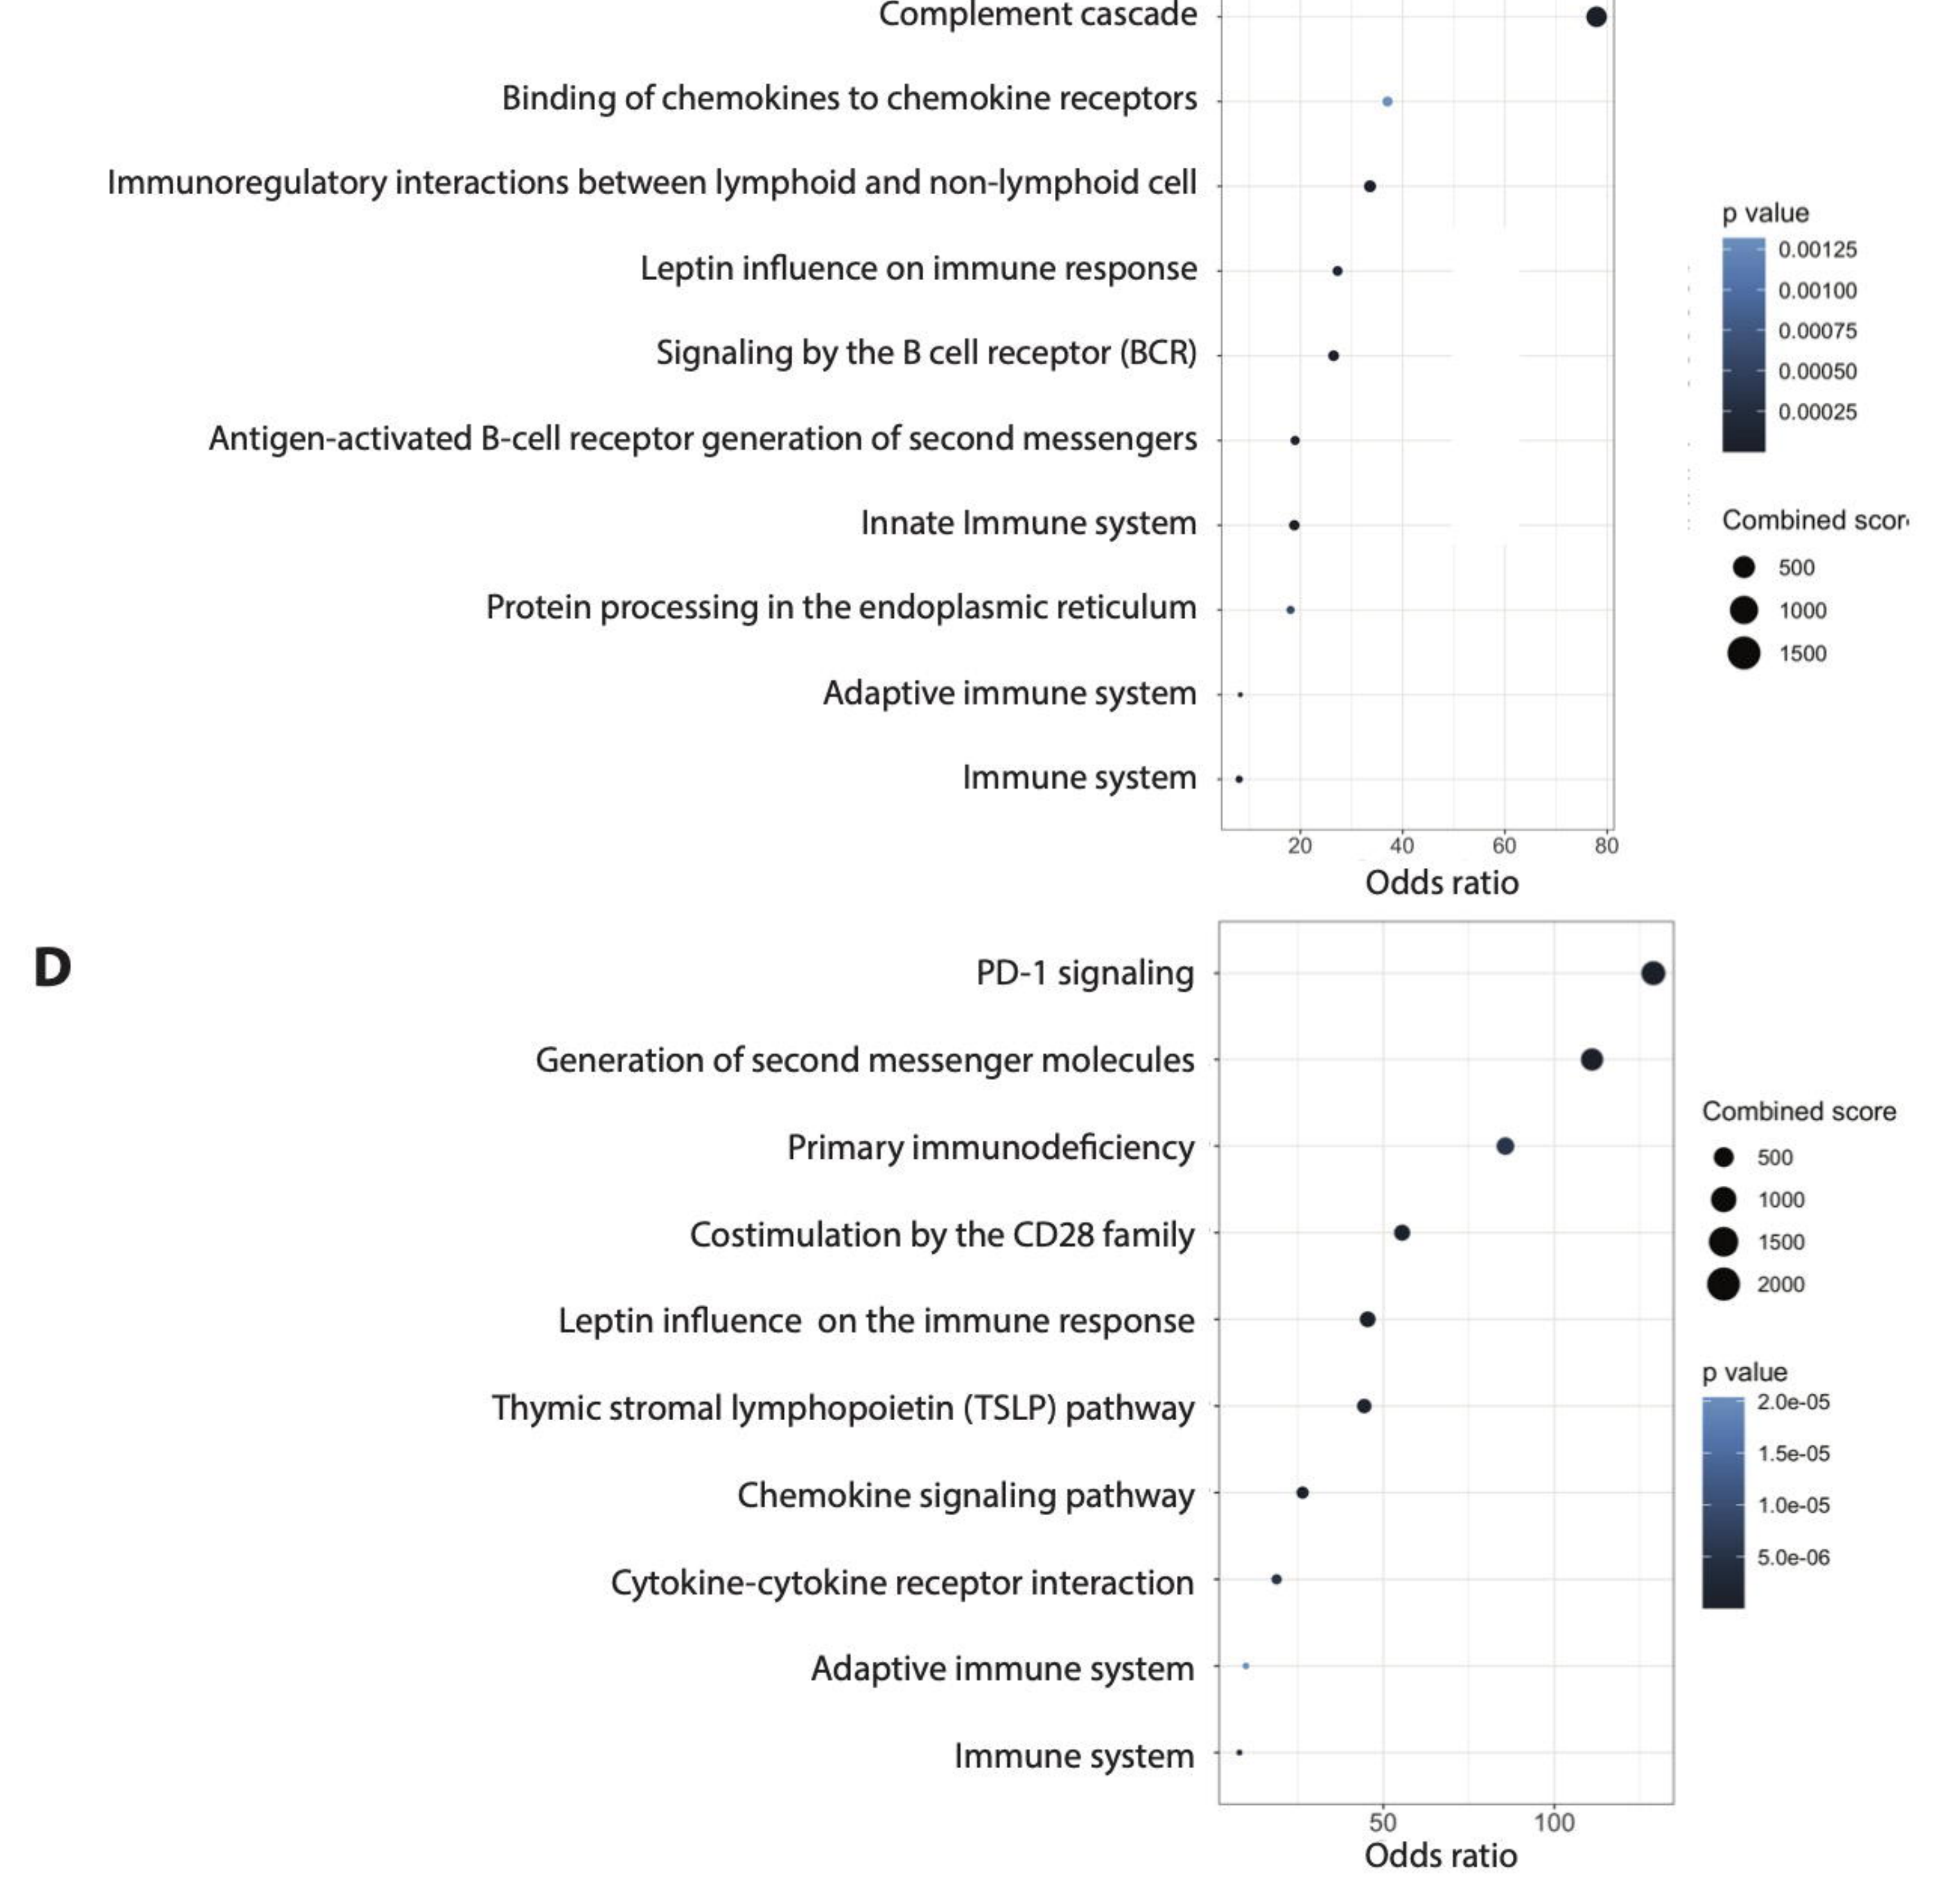 Complement cascade
Binding of chemokines to chemokine receptors
Immunoregulatory interactions between lymphoid and non-lymphoid cell
Leptin influence on immune response
Signaling by the B cell receptor (BCR)
Antigen-activated B-cell receptor generation of second messengers
Innate Immune system
Protein processing in the endoplasmic reticulum
Adaptive immune system
Immune system
20 40 60 80
Odds ratio
p value
0.00125
0.00100
0.00075
0.00050
0.00025
Combined scor
500
1000
1500
D
PD-1 signaling
Generation of second messenger molecules
Primary immunodeficiency
Costimulation by the CD28 family
Leptin influence  on the immune response
Thymic stromal lymphopoietin (TSLP) pathway
Chemokine signaling pathway
Cytokine-cytokine receptor interaction
Adaptive immune system
Immune system
50 100
Odds ratio
Combined score
500
1000
1500
2000
p value
2.0e-05
1.5e-05
1.0e-05
5.0e-06